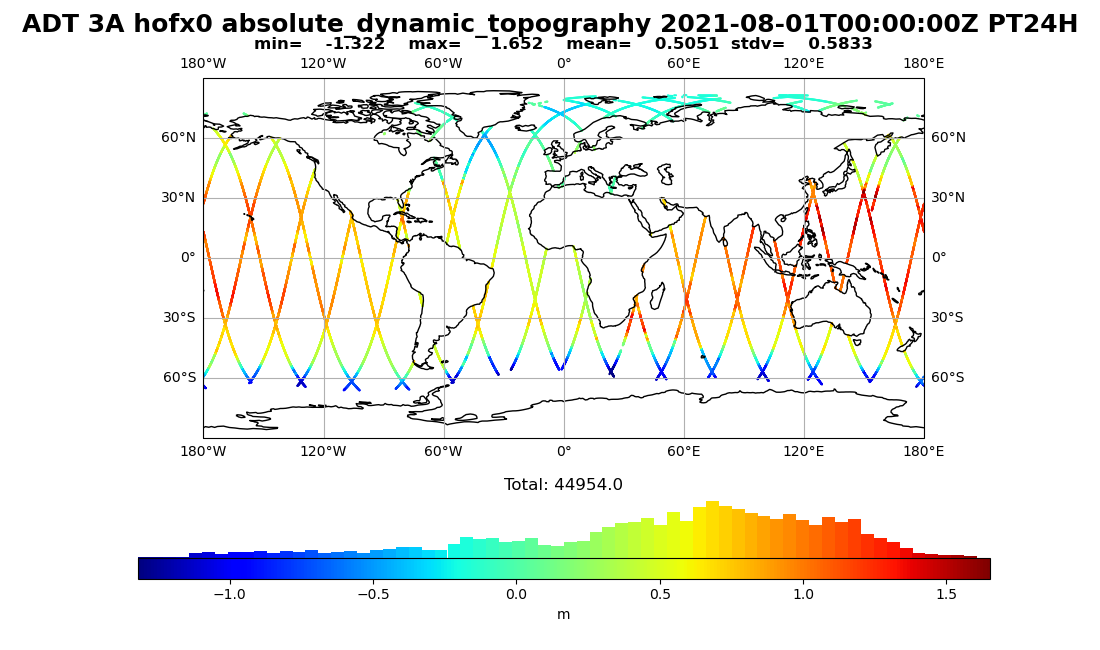 ADT 3A hofx0 absolute_dynamic_topography 2021-08-01T00:00:00Z PT24H
min= -1.322 max= 1.652 mean= 0.5051 stdv= 0.5833
180°W 120°W 60°W 0° 60°E 120°E 180°E
60°N 60°N
30°N 30°N
0° 0°
30°S 30°S
60°S 60°S
180°W 120°W 60°W 0° 60°E 120°E 180°E
Total: 44954.0
−1.0 −0.5 0.0 0.5 1.0 1.5
m